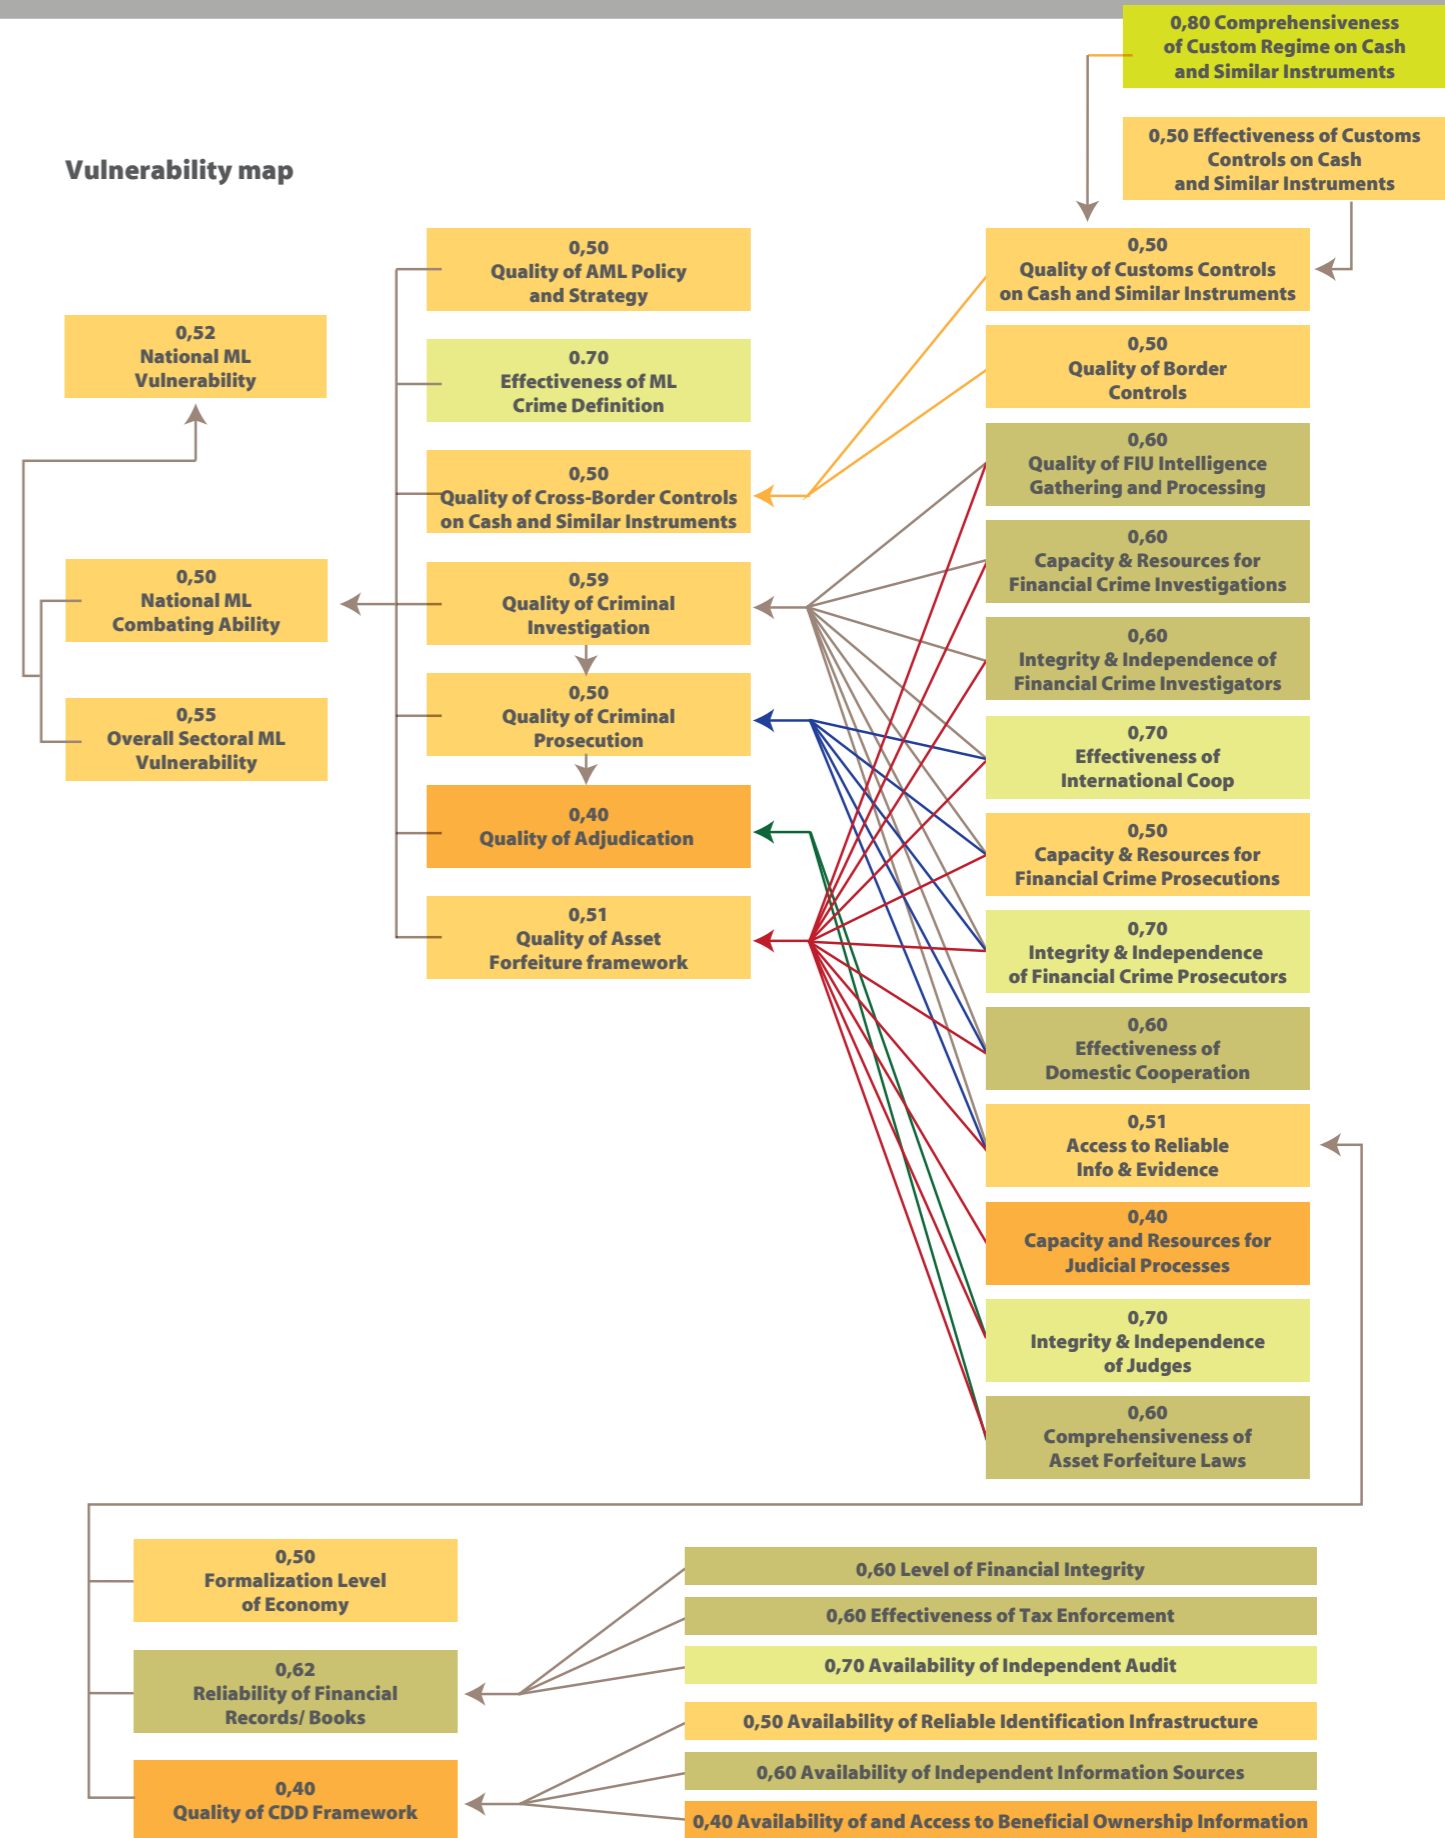 0,80 Comprehensiveness
of Custom Regime on Cash
and Similar Instruments
0,50 Effectiveness of Customs
Controls on Cash
and Similar Instruments
Vulnerability map
0,52
National ML
Vulnerability
0,50
National ML
Combating Ability
0,55
Overall Sectoral ML
Vulnerability
0,50
Quality of AML Policy
and Strategy
0.70
Effectiveness of ML
Crime Definition
0,50
Quality of Cross-Border Controls
on Cash and Similar Instruments
0,59
Quality of Criminal
Investigation
0,50
Quality of Criminal
Prosecution
0,40
Quality of Adjudication
0,51
Quality of Asset
Forfeiture framework
0,50
Quality of Customs Controls
on Cash and Similar Instruments
0,50
Quality of Border
Controls
0,60
Quality of FIU Intelligence
Gathering and Processing
0,60
Capacity & Resources for
Financial Crime Investigations
0,60
Integrity & Independence of
Financial Crime Investigators
0,70
Effectiveness of
International Coop
0,50
Capacity & Resources for
Financial Crime Prosecutions
0,70
Integrity & Independence
of Financial Crime Prosecutors
0,60
Effectiveness of
Domestic Cooperation
0,51
Access to Reliable
Info & Evidence
0,40
Capacity and Resources for
Judicial Processes
0,70
Integrity & Independence
of Judges
0,60
Comprehensiveness of
Asset Forfeiture Laws
0,50
Formalization Level
of Economy
0,62
Reliability of Financial
Records/ Books
0,40
Quality of CDD Framework
0,60 Level of Financial Integrity
0,60 Effectiveness of Tax Enforcement
0,70 Availability of Independent Audit
0,50 Availability of Reliable Identification Infrastructure
0,60 Availability of Independent Information Sources
0,40 Availability of and Access to Beneficial Ownership Information